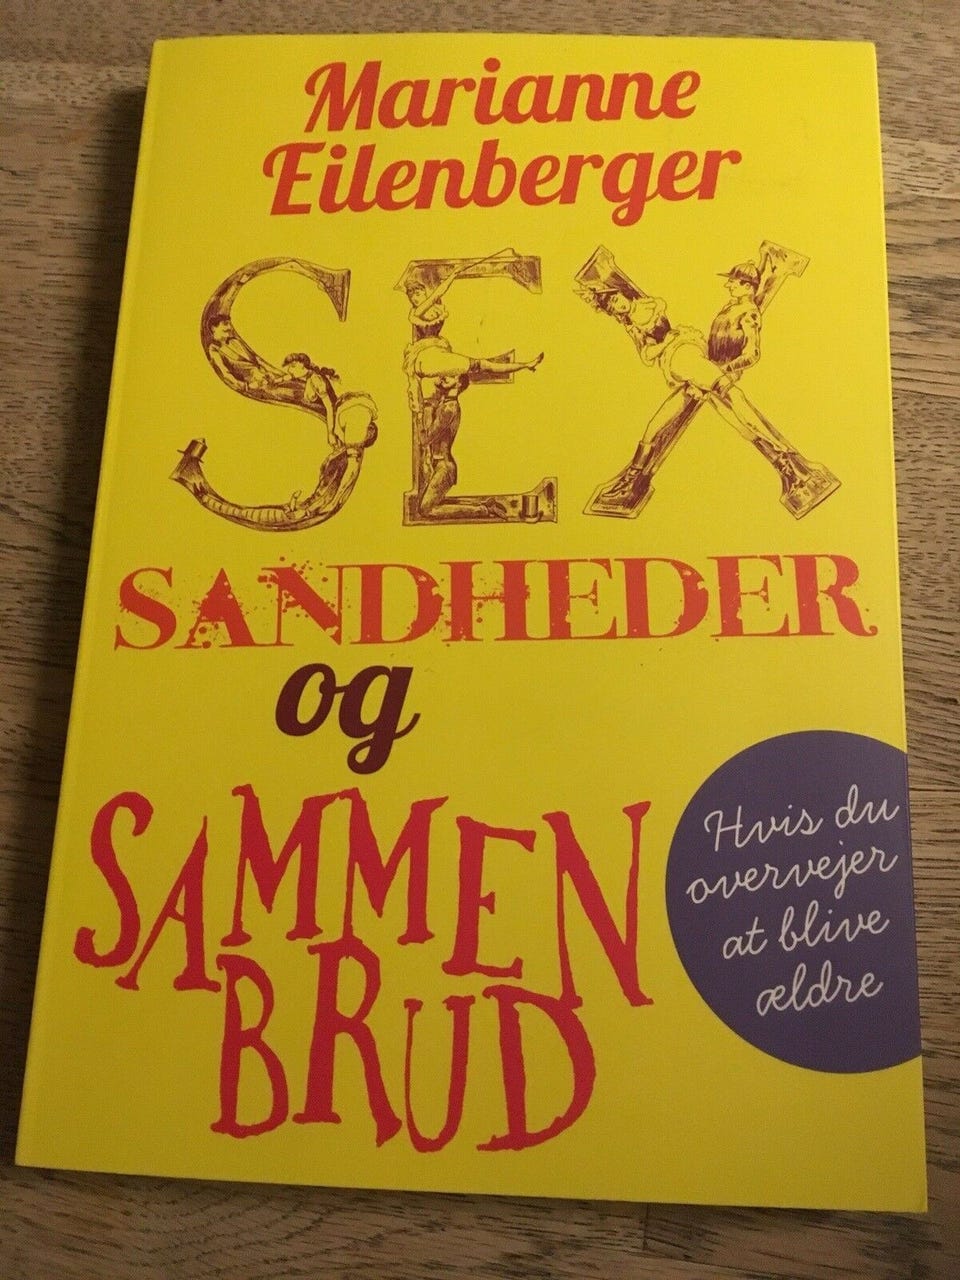 Marianne
Eilenberger
SEX
SANDHEDER
og
SAMMEN
BRUD
Hvis du
overvejer
at blive
ældre